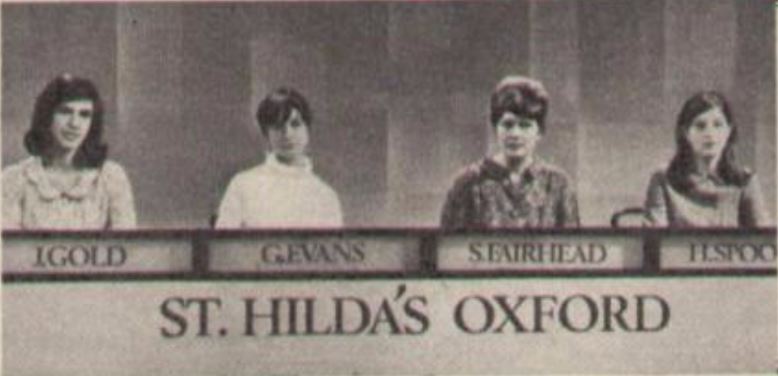 J.GOLD G.EVANS S.FAIRHEAD H.SPOO
ST. HILDA'S OXFORD